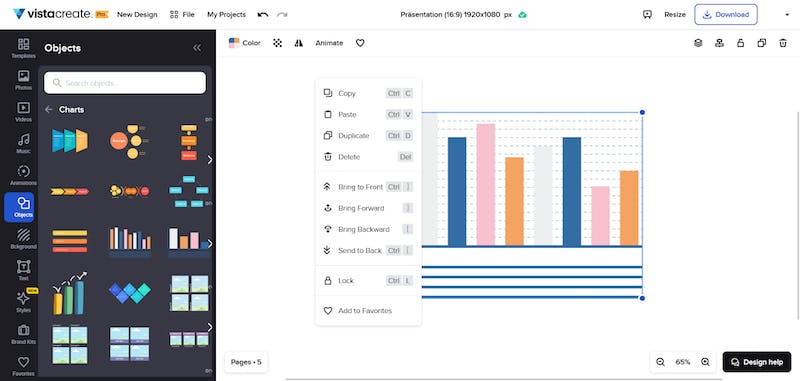 vistacreate Pro New Design File My Projects Präsentation (16:9) 1920x1080 px Resize Download
Templates
Photos
Videos
Music
Animations
Objects
Bckground
Text
NEW
Styles
Brand Kits
Favorites
Objects
Search objects...
Charts
Color Animate
Copy Ctrl C
Paste Ctrl V
Duplicate Ctrl D
Delete Del
Bring to Front Ctrl ]
Bring Forward ]
Bring Backward [
Send to Back Ctrl [
Lock Ctrl L
Add to Favorites
Pages • 5
65%
Design help